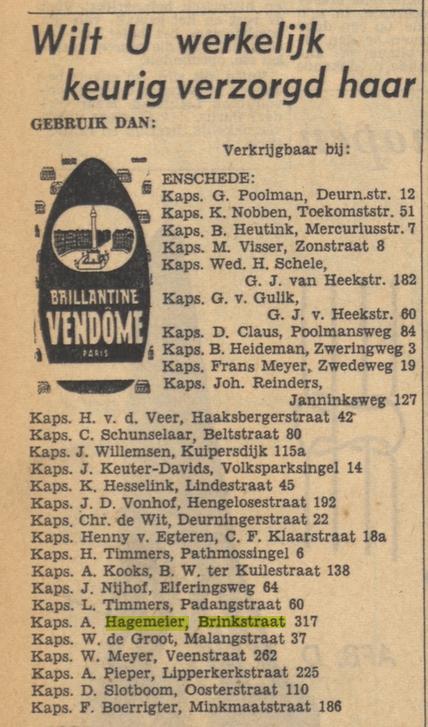 Wilt U werkelijk
keurig verzorgd haar
GEBRUIK DAN:
Verkrijgbaar bij:
BRILLANTINE
VENDÔME
PARIS
ENSCHEDE:
Kaps. G. Poolman, Deurn.str. 12
Kaps. K. Nobben, Toekomststr. 51
Kaps. B. Heutink, Mercuriusstr. 7
Kaps. M. Visser, Zonstraat 8
Kaps. Wed. H. Schele,
G. J. van Heekstr. 182
Kaps. G. v. Gulik,
G. J. v. Heekstr. 60
Kaps. D. Claus, Poolmansweg 84
Kaps. B. Heideman, Zweringweg 3
Kaps. Frans Meyer, Zwedeweg 19
Kaps. Joh. Reinders,
Janninksweg 127
Kaps. H. v. d. Veer, Haaksbergerstraat 42
Kaps. C. Schunselaar, Beltstraat 80
Kaps. J. Willemsen, Kuipersdijk 115a
Kaps. J. Keuter-Davids, Volksparksingel 14
Kaps. K. Hesselink, Lindestraat 45
Kaps. J. D. Vonhof, Hengelosestraat 192
Kaps. Chr. de Wit, Deurningerstraat 22
Kaps. Henny v. Egteren, C. F. Klaarstraat 18a
Kaps. H. Timmers, Pathmossingel 6
Kaps. A. Kooks, B. W. ter Kuilestraat 138
Kaps. J. Nijhof, Elferingsweg 64
Kaps. L. Timmers, Padangstraat 60
Kaps. A. Hagemeier, Brinkstraat 317
Kaps. W. de Groot, Malangstraat 37
Kaps. W. Meyer, Veenstraat 262
Kaps. A. Pieper, Lipperkerkstraat 225
Kaps. D. Slotboom, Oosterstraat 110
Kaps. F. Boerrigter, Minkmaatstraat 186